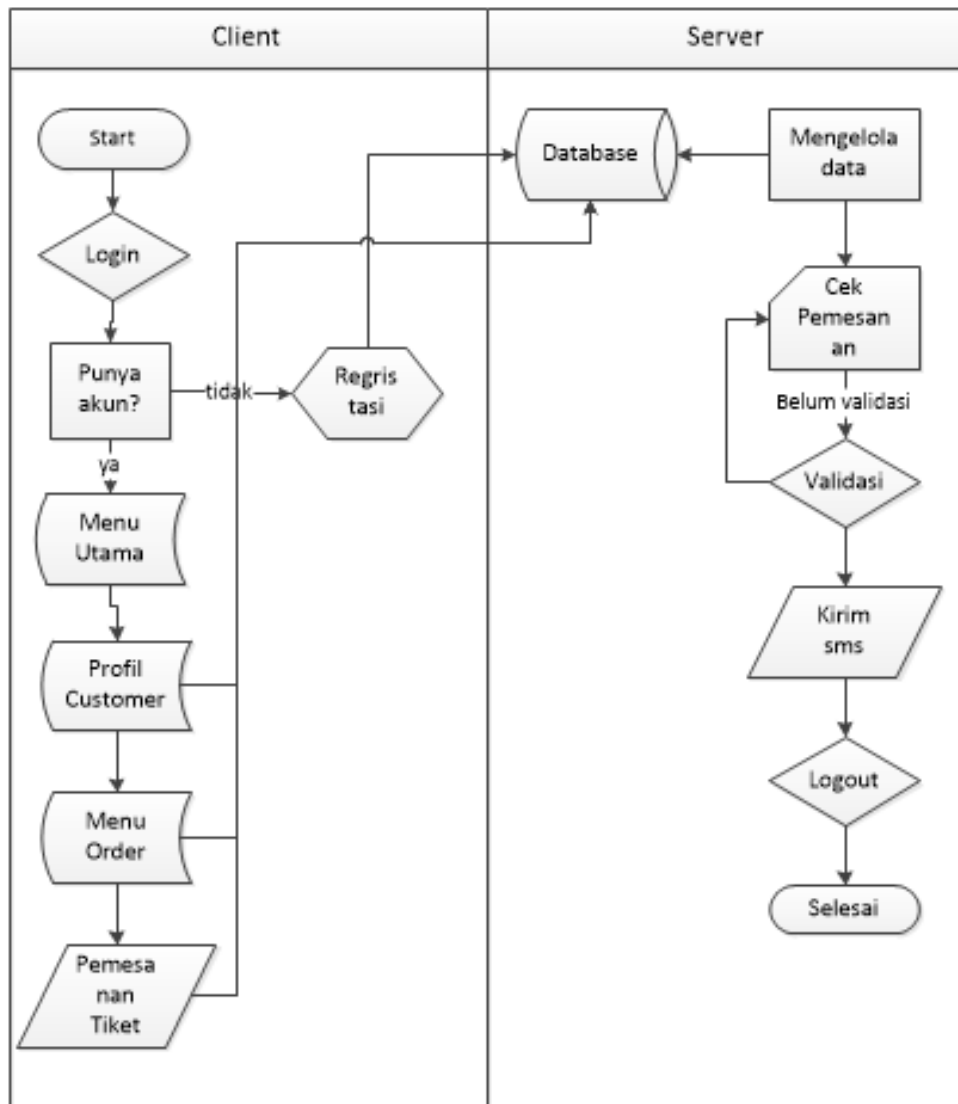 Client
Server
Start
Login
Punya
akun?
tidak
Regris
tasi
ya
Menu
Utama
Profil
Customer
Menu
Order
Pemesa
nan
Tiket
Database
Mengelola
data
Cek
Pemesan
an
Belum validasi
Validasi
Kirim
sms
Logout
Selesai